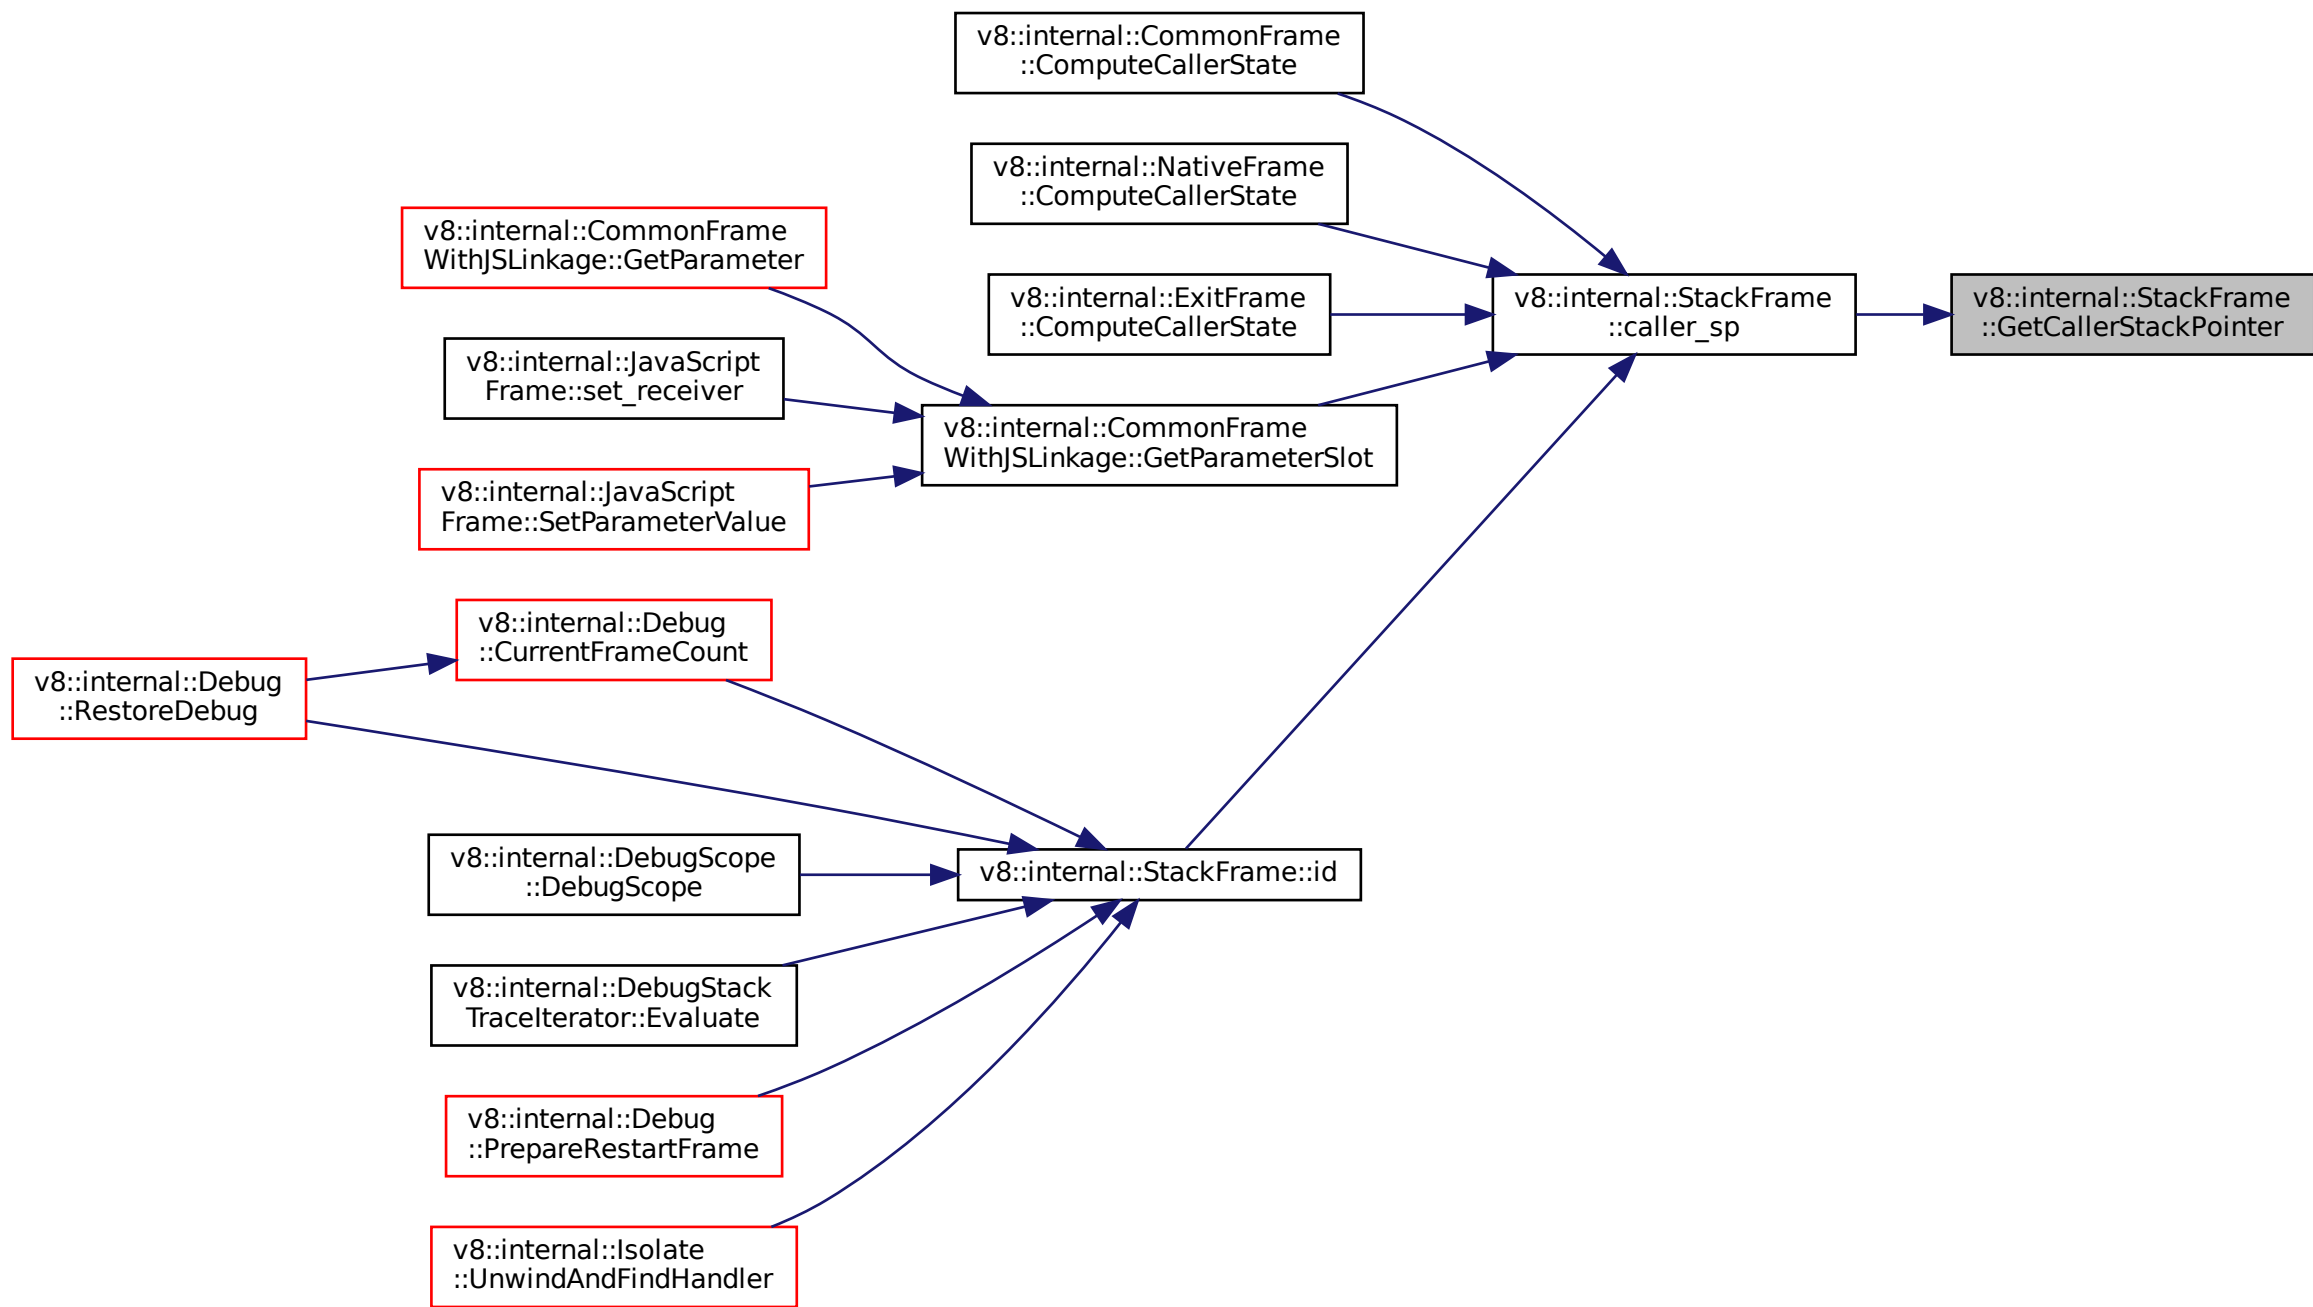 v8::internal::CommonFrame
::ComputeCallerState
v8::internal::NativeFrame
::ComputeCallerState
v8::internal::CommonFrame
WithJSLinkage::GetParameter
v8::internal::ExitFrame
::ComputeCallerState
v8::internal::StackFrame
::caller_sp
v8::internal::StackFrame
::GetCallerStackPointer
v8::internal::JavaScript
Frame::set_receiver
v8::internal::CommonFrame
WithJSLinkage::GetParameterSlot
v8::internal::JavaScript
Frame::SetParameterValue
v8::internal::Debug
::CurrentFrameCount
v8::internal::Debug
::RestoreDebug
v8::internal::DebugScope
::DebugScope
v8::internal::StackFrame::id
v8::internal::DebugStack
TraceIterator::Evaluate
v8::internal::Debug
::PrepareRestartFrame
v8::internal::Isolate
::UnwindAndFindHandler